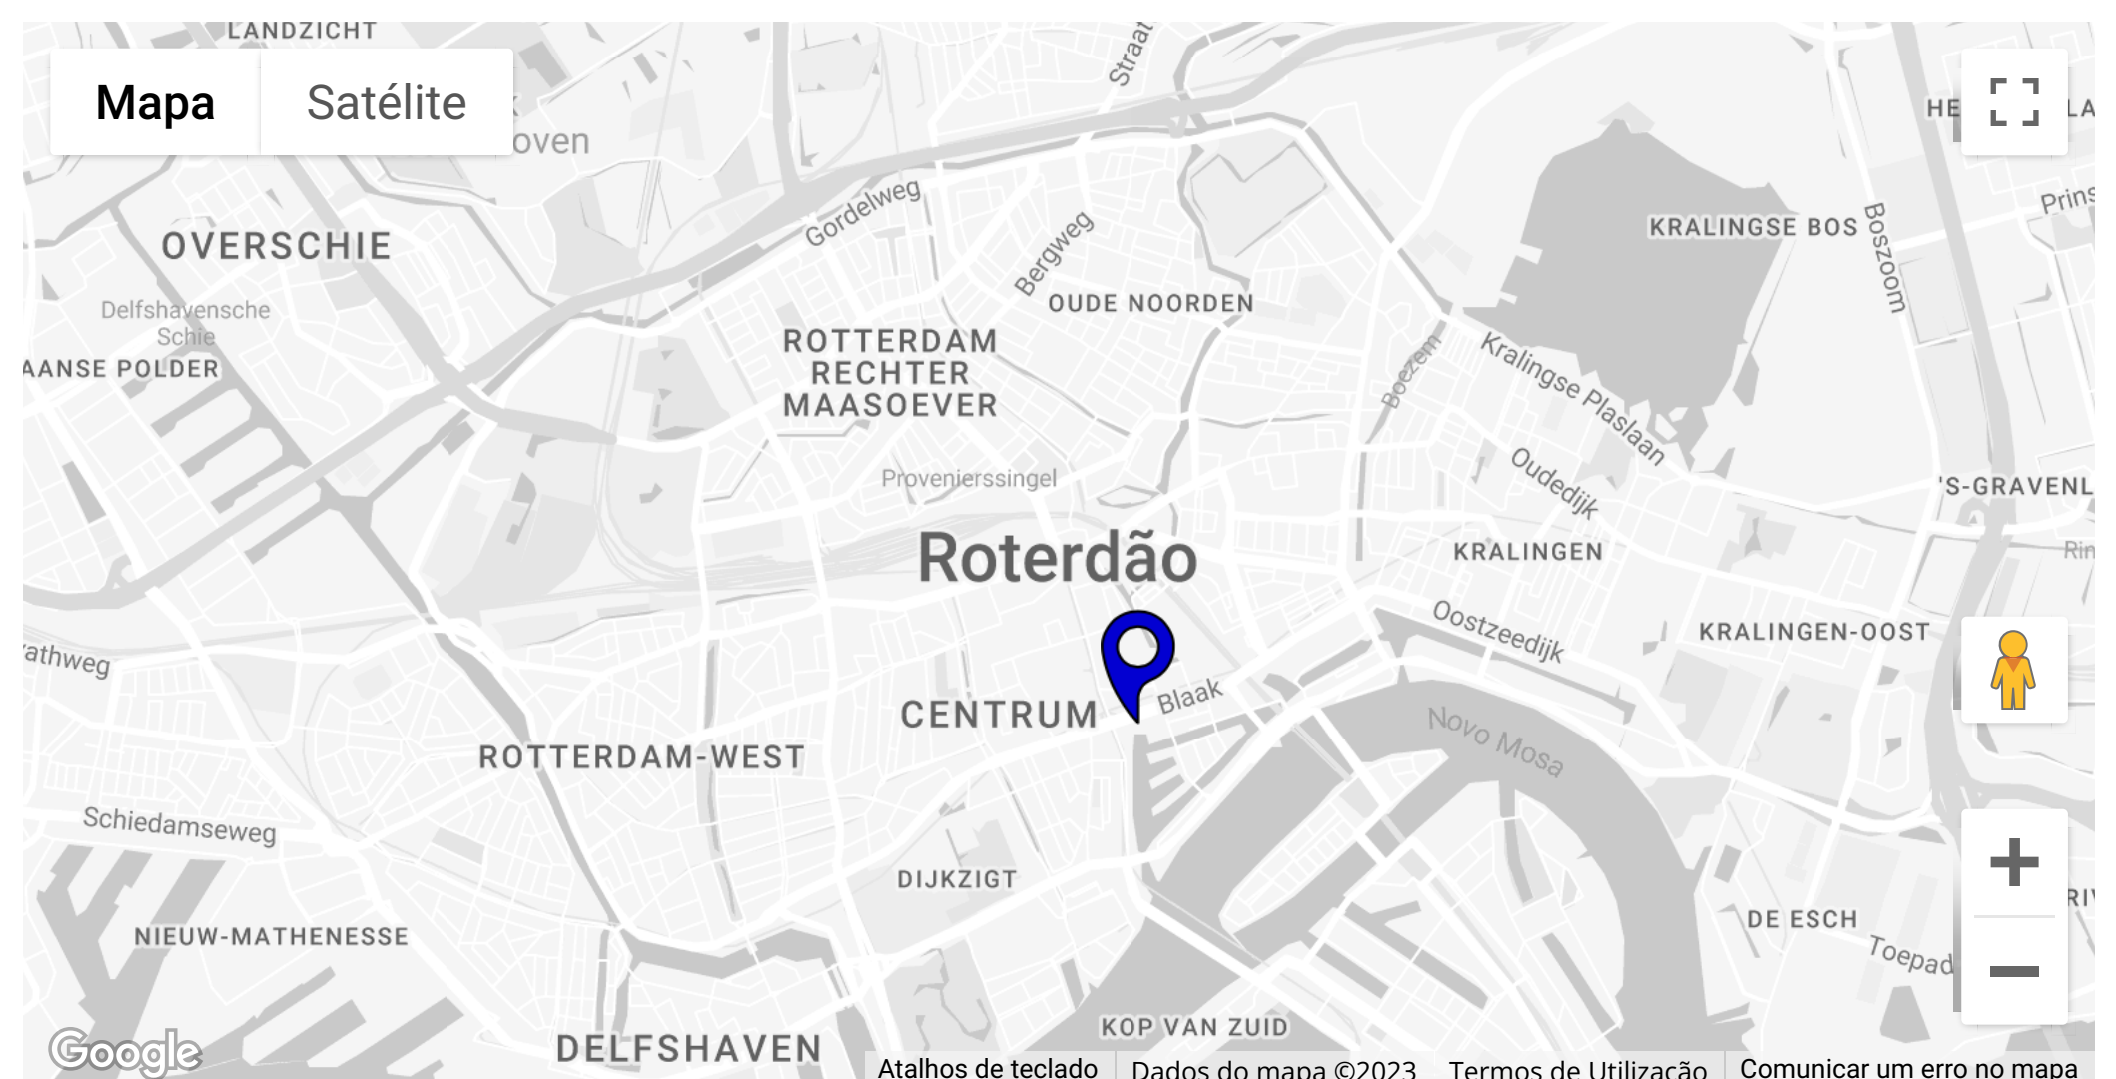 LANDZICHT
Mapa
Satélite
Straat
OVERSCHIE
Gordelweg
Bergweg
KRALINGSE BOS
Boszoom
Delfshavensche
Schie
OUDE NOORDEN
AANSE POLDER
ROTTERDAM
RECHTER
MAASOEVER
Boezem
Kralingse Plaslaan
Provenierssingel
Oudedijk
'S-GRAVENL
Roterdão
KRALINGEN
Oostzeedijk
KRALINGEN-OOST
CENTRUM
Blaak
ROTTERDAM-WEST
Novo Mosa
Schiedamseweg
DIJKZIGT
NIEUW-MATHENESSE
DE ESCH
Toepad
DELFSHAVEN
KOP VAN ZUID
Google
Atalhos de teclado
Dados do mapa ©2023
Termos de Utilização
Comunicar um erro no mapa